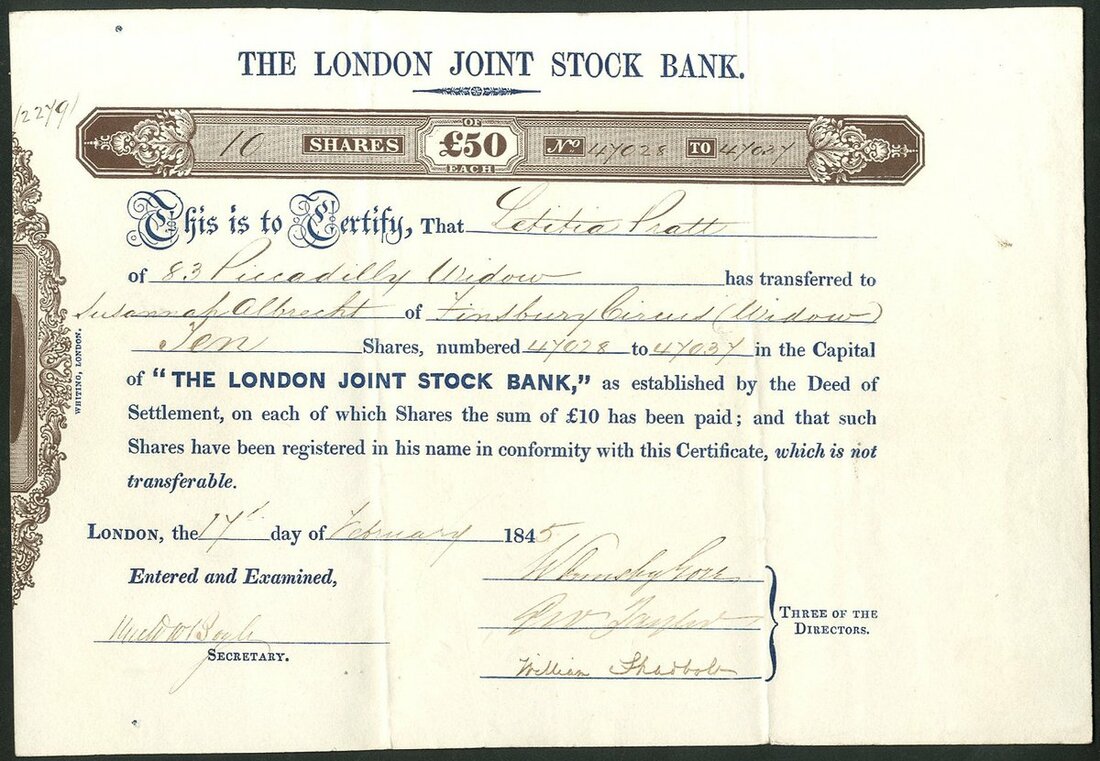 THE LONDON JOINT STOCK BANK.
12279
10 SHARES OF £50 EACH No 47028 TO 47037
This is to Certify, That Letitia Pratt
of 83 Piccadilly Widow has transferred to
Susannah Albrecht of Finsbury Circus (Widow)
Ten Shares, numbered 47028 to 47037 in the Capital
of "THE LONDON JOINT STOCK BANK," as established by the Deed of
Settlement, on each of which Shares the sum of £10 has been paid; and that such
Shares have been registered in his name in conformity with this Certificate, which is not
transferable.
WHITING, LONDON.
LONDON, the 17th day of February 1845
Entered and Examined,
W Ormsby Gore
Taylor
THREE OF THE
DIRECTORS.
SECRETARY.
William Shadbolt